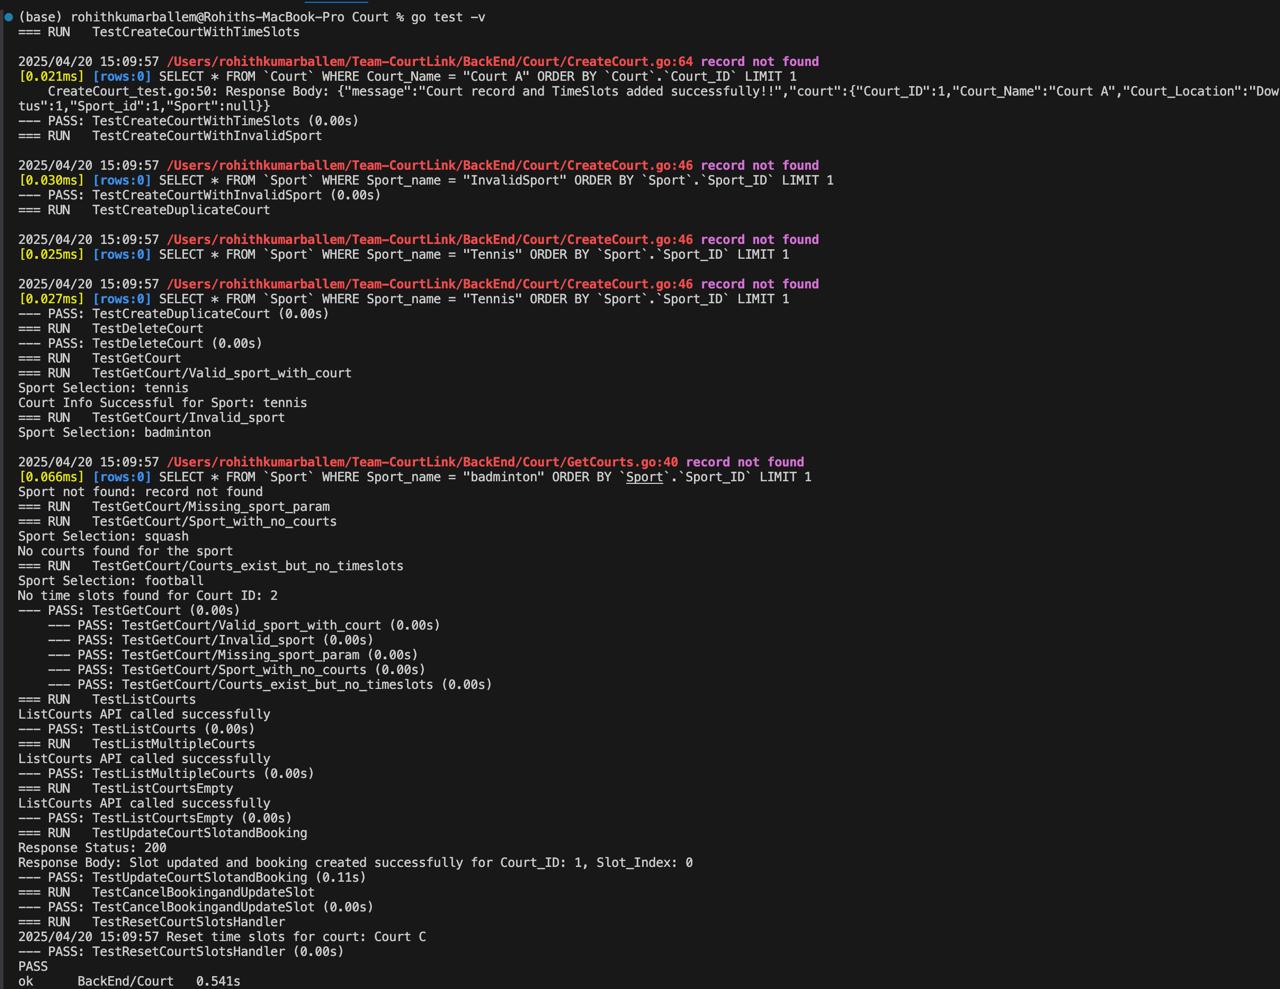 (base) rohithkumarballem@Rohiths-MacBook-Pro Court % go test -v
=== RUN   TestCreateCourtWithTimeSlots

2025/04/20 15:09:57 /Users/rohithkumarballem/Team-CourtLink/BackEnd/Court/CreateCourt.go:64 record not found
[0.021ms] [rows:0] SELECT * FROM `Court` WHERE Court_Name = "Court A" ORDER BY `Court`.`Court_ID` LIMIT 1
    CreateCourt_test.go:50: Response Body: {"message":"Court record and TimeSlots added successfully!!","court":{"Court_ID":1,"Court_Name":"Court A","Court_Location":"Dow
tus":1,"Sport_id":1,"Sport":null}}
--- PASS: TestCreateCourtWithTimeSlots (0.00s)
=== RUN   TestCreateCourtWithInvalidSport

2025/04/20 15:09:57 /Users/rohithkumarballem/Team-CourtLink/BackEnd/Court/CreateCourt.go:46 record not found
[0.030ms] [rows:0] SELECT * FROM `Sport` WHERE Sport_name = "InvalidSport" ORDER BY `Sport`.`Sport_ID` LIMIT 1
--- PASS: TestCreateCourtWithInvalidSport (0.00s)
=== RUN   TestCreateDuplicateCourt

2025/04/20 15:09:57 /Users/rohithkumarballem/Team-CourtLink/BackEnd/Court/CreateCourt.go:46 record not found
[0.025ms] [rows:0] SELECT * FROM `Sport` WHERE Sport_name = "Tennis" ORDER BY `Sport`.`Sport_ID` LIMIT 1

2025/04/20 15:09:57 /Users/rohithkumarballem/Team-CourtLink/BackEnd/Court/CreateCourt.go:46 record not found
[0.027ms] [rows:0] SELECT * FROM `Sport` WHERE Sport_name = "Tennis" ORDER BY `Sport`.`Sport_ID` LIMIT 1
--- PASS: TestCreateDuplicateCourt (0.00s)
=== RUN   TestDeleteCourt
--- PASS: TestDeleteCourt (0.00s)
=== RUN   TestGetCourt
=== RUN   TestGetCourt/Valid_sport_with_court
Sport Selection: tennis
Court Info Successful for Sport: tennis
=== RUN   TestGetCourt/Invalid_sport
Sport Selection: badminton

2025/04/20 15:09:57 /Users/rohithkumarballem/Team-CourtLink/BackEnd/Court/GetCourts.go:40 record not found
[0.066ms] [rows:0] SELECT * FROM `Sport` WHERE Sport_name = "badminton" ORDER BY `Sport`.`Sport_ID` LIMIT 1
Sport not found: record not found
=== RUN   TestGetCourt/Missing_sport_param
=== RUN   TestGetCourt/Sport_with_no_courts
Sport Selection: squash
No courts found for the sport
=== RUN   TestGetCourt/Courts_exist_but_no_timeslots
Sport Selection: football
No time slots found for Court ID: 2
--- PASS: TestGetCourt (0.00s)
    --- PASS: TestGetCourt/Valid_sport_with_court (0.00s)
    --- PASS: TestGetCourt/Invalid_sport (0.00s)
    --- PASS: TestGetCourt/Missing_sport_param (0.00s)
    --- PASS: TestGetCourt/Sport_with_no_courts (0.00s)
    --- PASS: TestGetCourt/Courts_exist_but_no_timeslots (0.00s)
=== RUN   TestListCourts
ListCourts API called successfully
--- PASS: TestListCourts (0.00s)
=== RUN   TestListMultipleCourts
ListCourts API called successfully
--- PASS: TestListMultipleCourts (0.00s)
=== RUN   TestListCourtsEmpty
ListCourts API called successfully
--- PASS: TestListCourtsEmpty (0.00s)
=== RUN   TestUpdateCourtSlotandBooking
Response Status: 200
Response Body: Slot updated and booking created successfully for Court_ID: 1, Slot_Index: 0
--- PASS: TestUpdateCourtSlotandBooking (0.11s)
=== RUN   TestCancelBookingandUpdateSlot
--- PASS: TestCancelBookingandUpdateSlot (0.00s)
=== RUN   TestResetCourtSlotsHandler
2025/04/20 15:09:57 Reset time slots for court: Court C
--- PASS: TestResetCourtSlotsHandler (0.00s)
PASS
ok      BackEnd/Court   0.541s